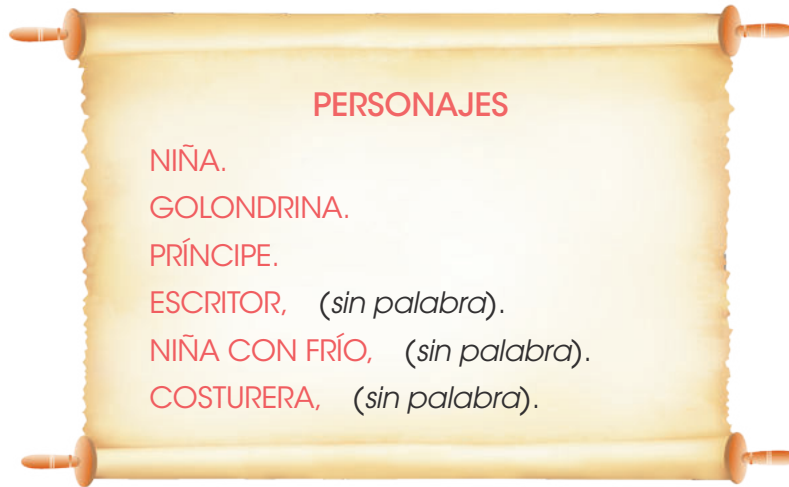 PERSONAJES
NIÑA.
GOLONDRINA.
PRÍNCIPE.
ESCRITOR, (sin palabra).
NIÑA CON FRÍO, (sin palabra).
COSTURERA, (sin palabra).